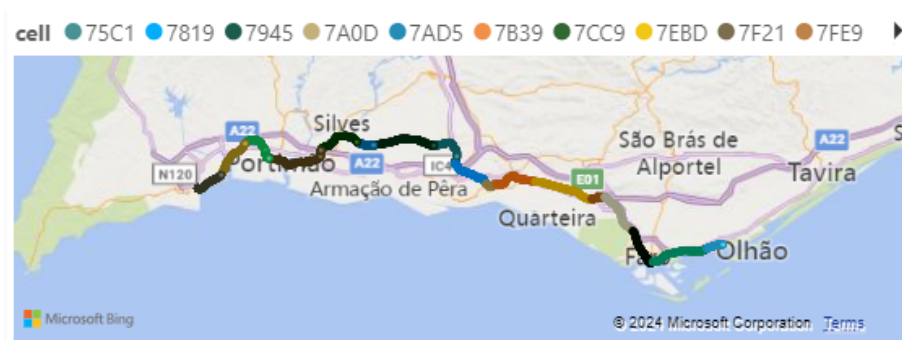 cell 75C1 7819 7945 7A0D 7AD5 7B39 7CC9 7EBD 7F21 7FE9
A22
Silves
São Brás de
Alportel
A22
Portimão
A22
IC4
N120
Tavira
Armação de Pêra
E01
Quarteira
Faro
Olhão
Microsoft Bing
© 2024 Microsoft Corporation Terms